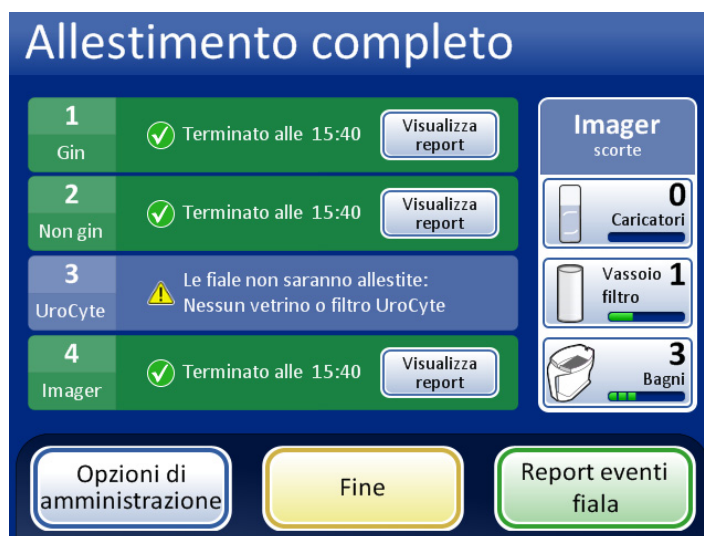 Allestimento completo
1
Gin
Terminato alle 15:40
Visualizza
report
2
Non gin
Terminato alle 15:40
Visualizza
report
3
UroCyte
Le fiale non saranno allestite:
Nessun vetrino o filtro UroCyte
4
Imager
Terminato alle 15:40
Visualizza
report
Imager
scorte
0
Caricatori
Vassoio 1
filtro
3
Bagni
Opzioni di
amministrazione
Fine
Report eventi
fiala